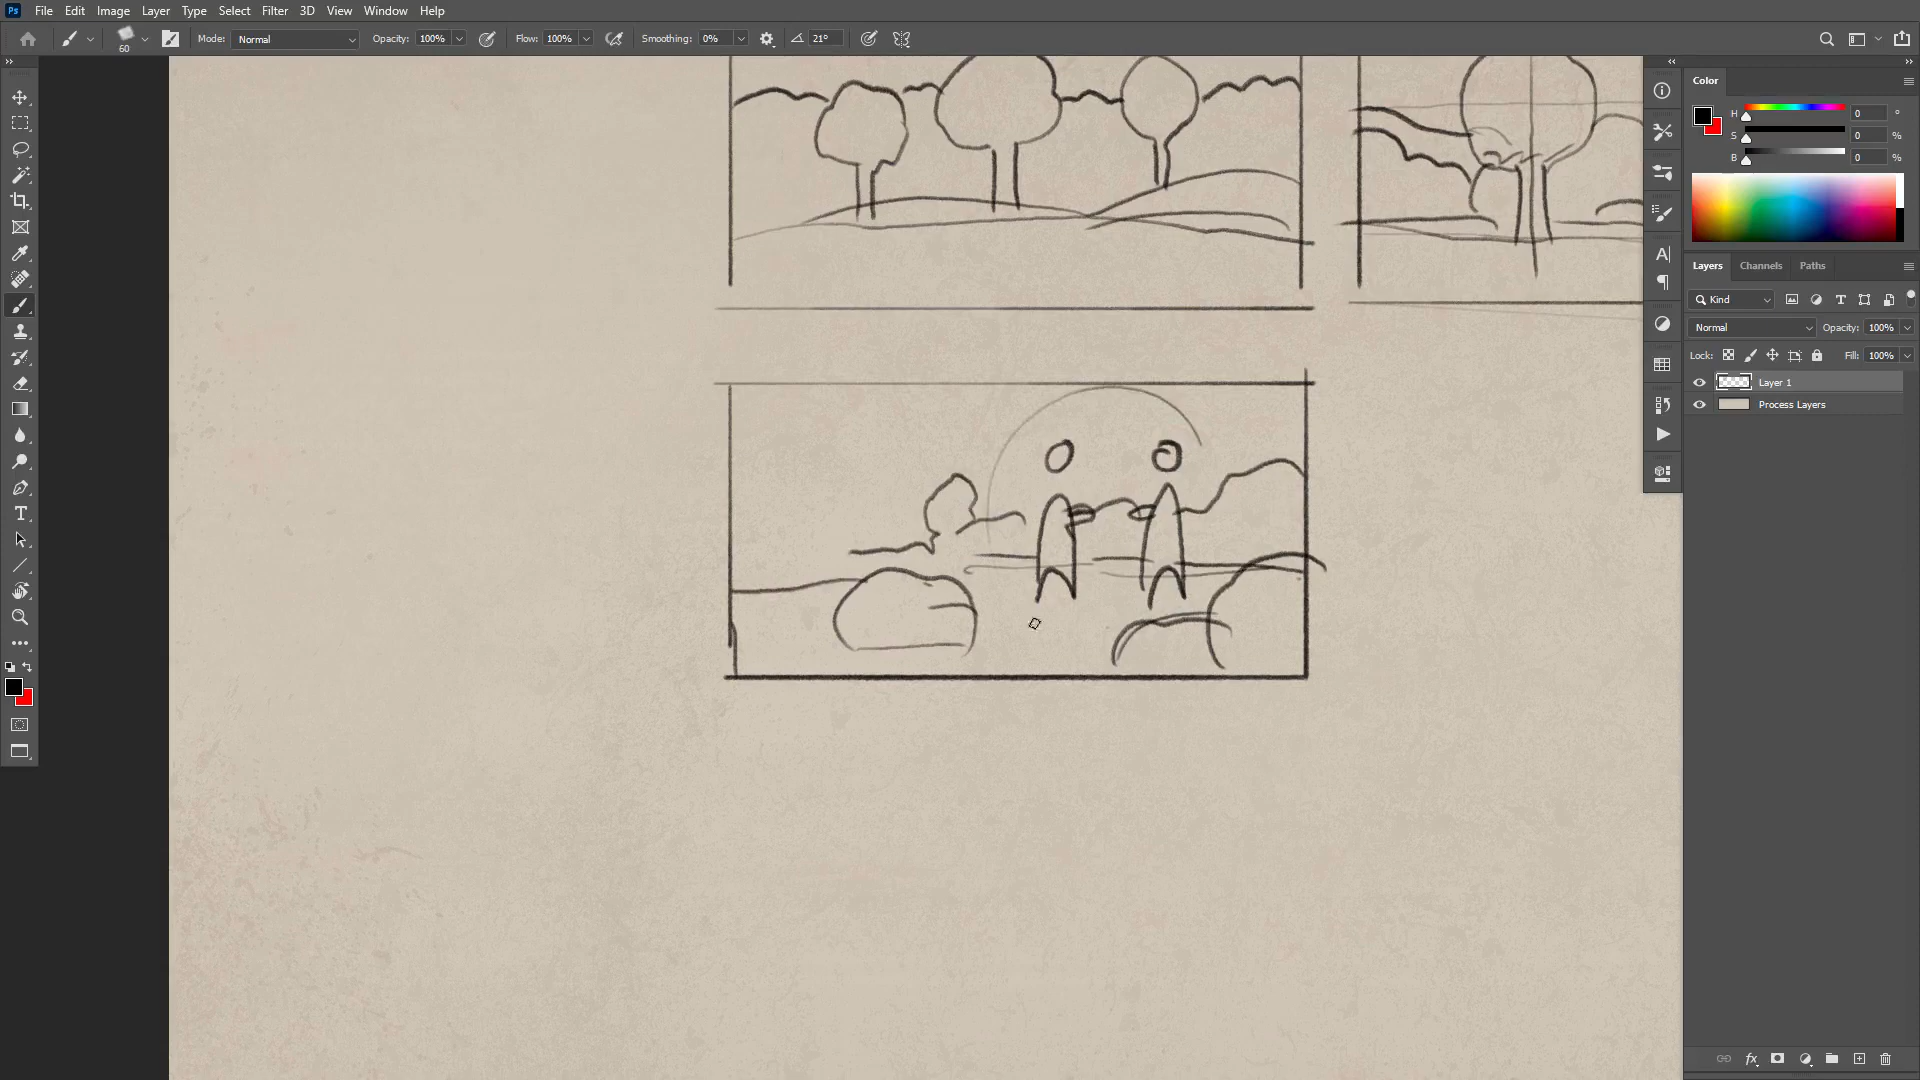 Ps File Edit Image Layer Type Select Filter 3D View Window Help
60 Mode: Normal Opacity: 100% Flow: 100% Smoothing: 0% 21°
Color
H 0 °
S 0 %
B 0 %
Layers Channels Paths
Kind
Normal Opacity: 100%
Lock: Fill: 100%
Layer 1
Process Layers